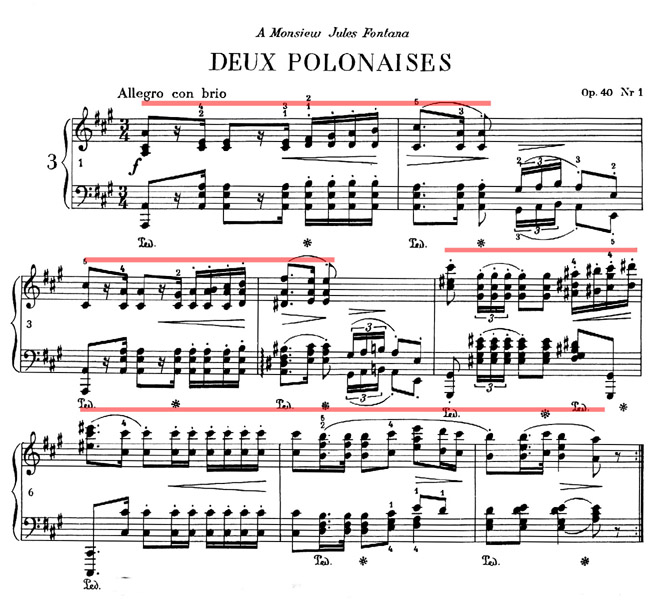 A Monsieur Jules Fontana
DEUX POLONAISES
Allegro con brio
Op. 40 Nr 1
3
1
f
Ped.
Ped.
3
Ped.
Ped.
Ped.
Ped.
6
Ped.
Ped.
Ped.